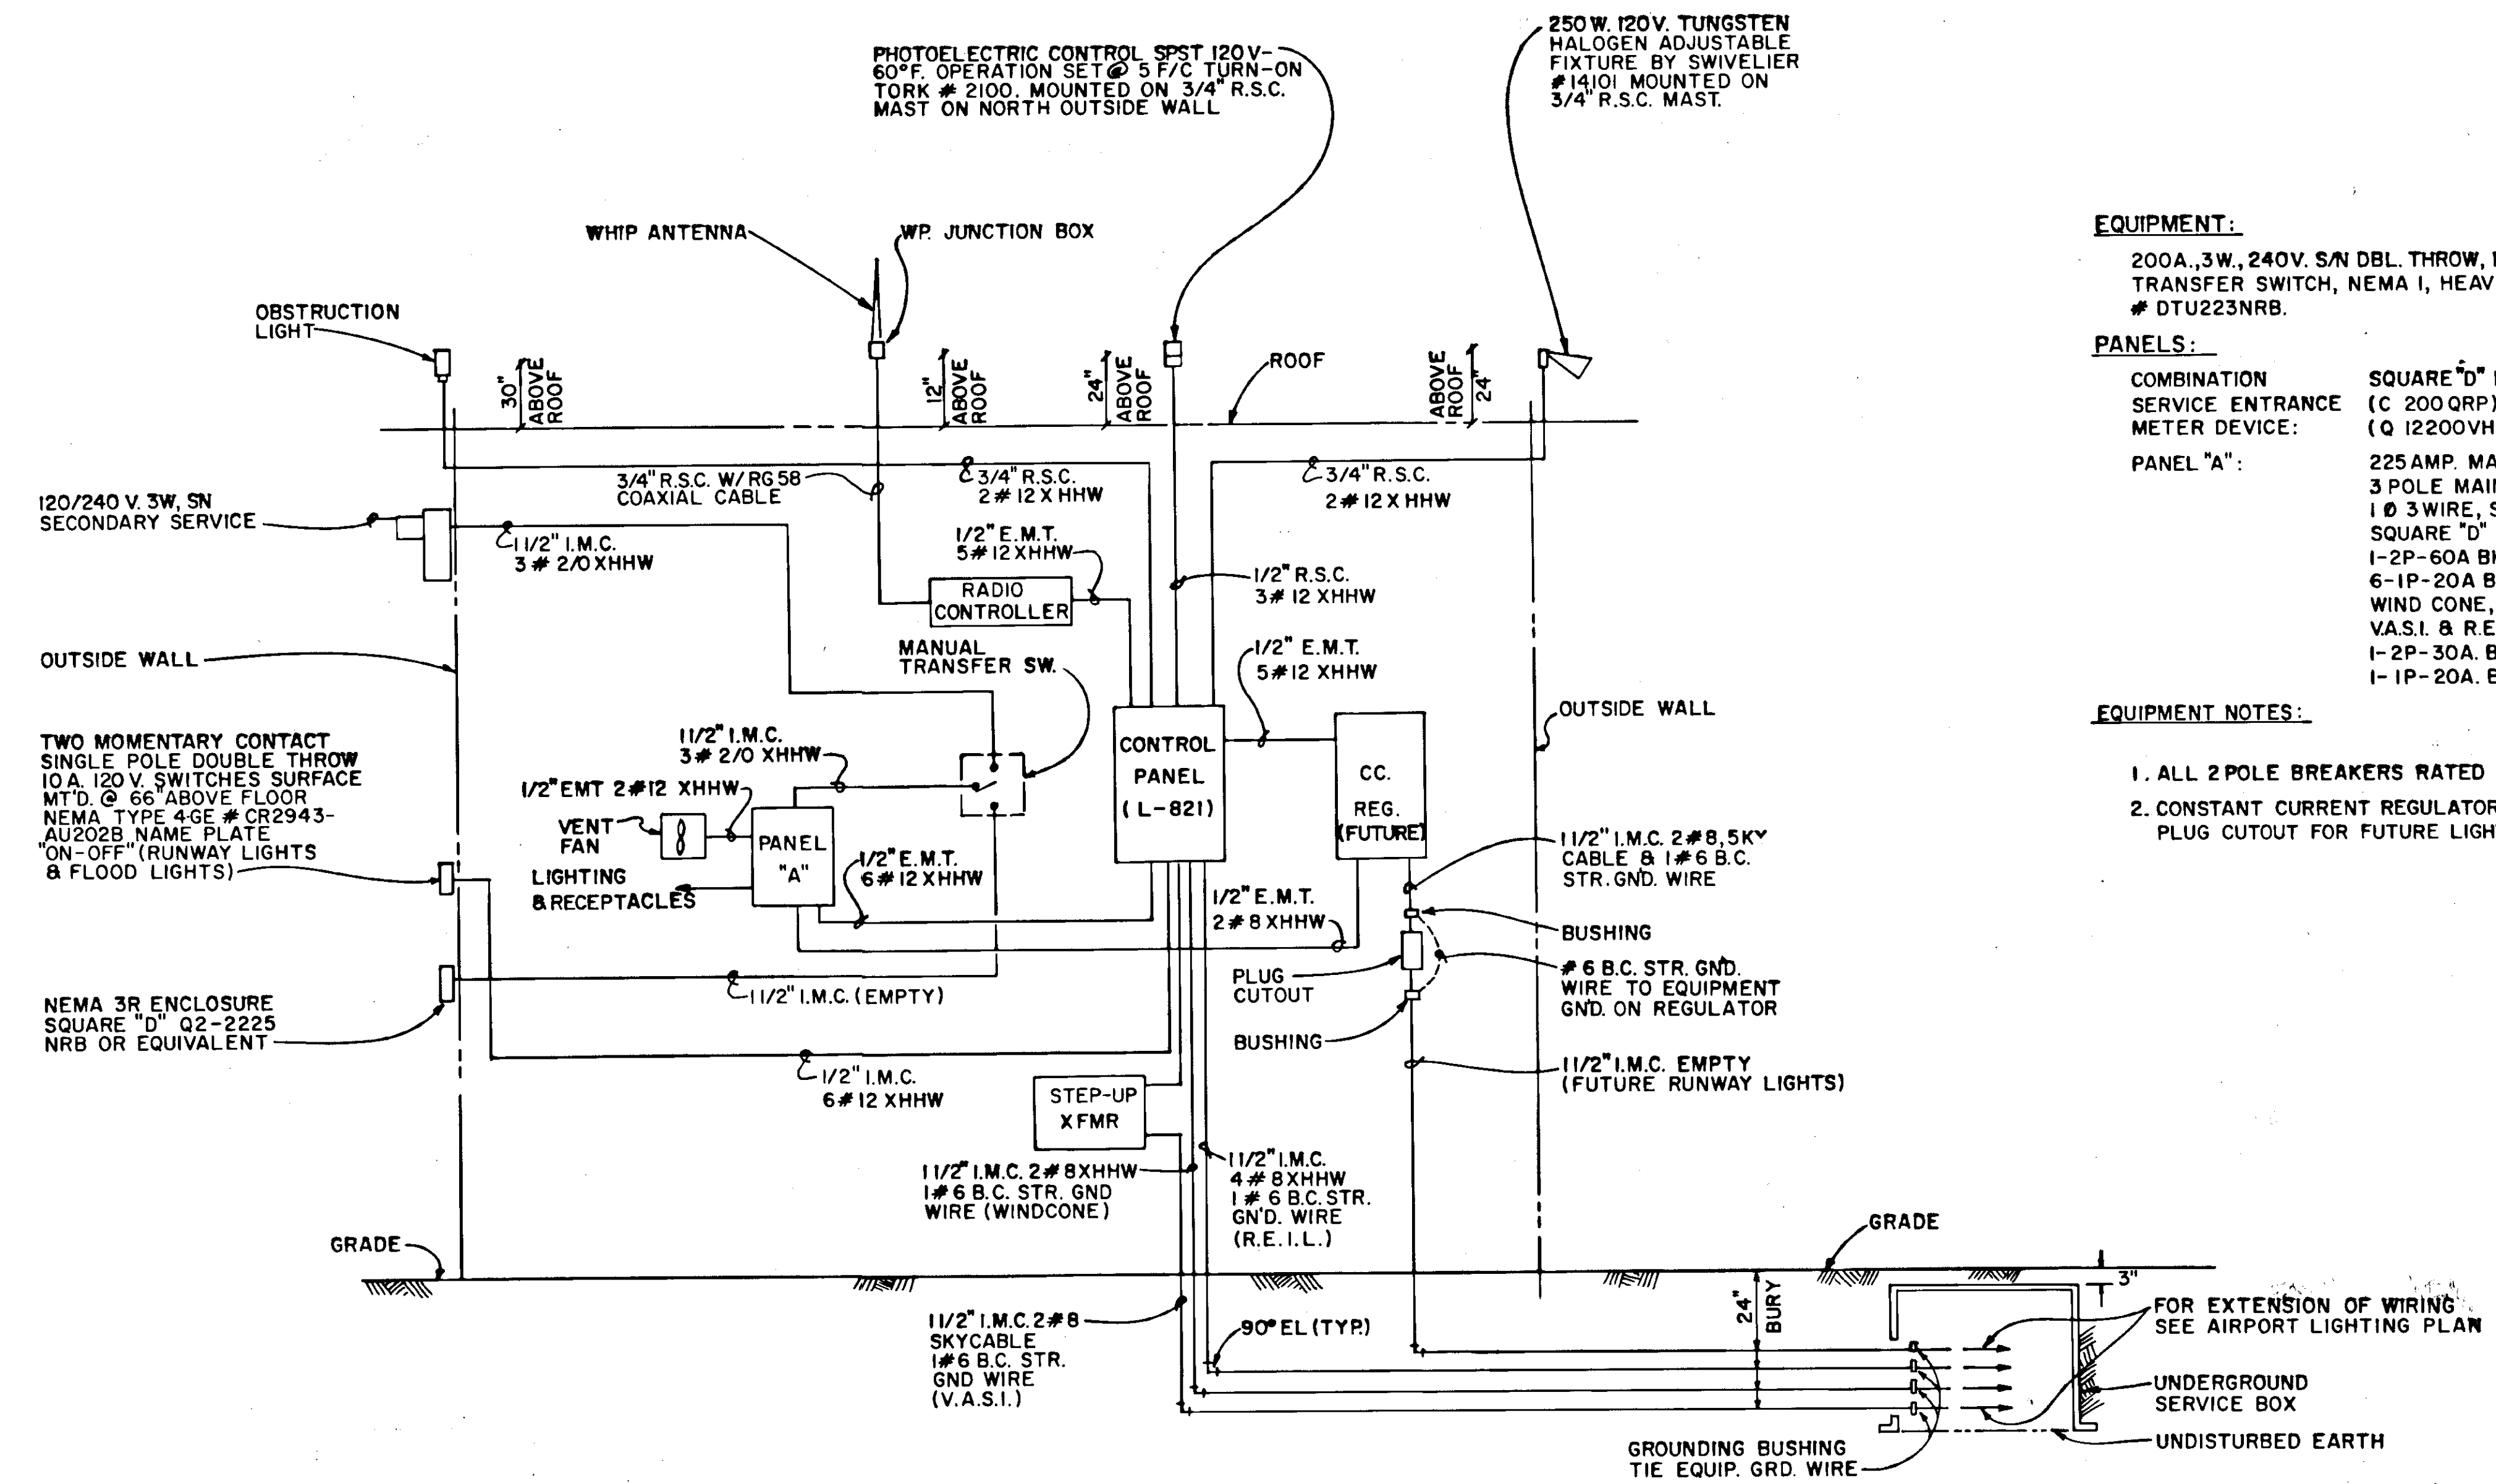 PHOTOELECTRIC CONTROL SPST 120V-
60°F. OPERATION SET @ 5 F/C TURN-ON
TORK # 2100. MOUNTED ON 3/4" R.S.C.
MAST ON NORTH OUTSIDE WALL
250W. 120V. TUNGSTEN
HALOGEN ADJUSTABLE
FIXTURE BY SWIVELIER
#14101 MOUNTED ON
3/4" R.S.C. MAST.
WHIP ANTENNA
WP. JUNCTION BOX
OBSTRUCTION
LIGHT
30"
ABOVE
ROOF
12"
ABOVE
ROOF
24"
ABOVE
ROOF
ROOF
ABOVE
ROOF
24"
3/4" R.S.C. W/RG58
COAXIAL CABLE
3/4" R.S.C.
2 # 12 X HHW
3/4" R.S.C.
2 # 12 X HHW
120/240 V. 3W, SN
SECONDARY SERVICE
1 1/2" I.M.C.
3 # 2/0 XHHW
1/2" E.M.T.
5 # 12 XHHW
RADIO
CONTROLLER
1/2" R.S.C.
3 # 12 XHHW
OUTSIDE WALL
MANUAL
TRANSFER SW.
1/2" E.M.T.
5 #12 XHHW
OUTSIDE WALL
TWO MOMENTARY CONTACT
SINGLE POLE DOUBLE THROW
10 A. 120 V. SWITCHES SURFACE
MT'D. @ 66" ABOVE FLOOR
NEMA TYPE 4-GE # CR2943-
AU202B NAME PLATE
"ON-OFF" (RUNWAY LIGHTS
& FLOOD LIGHTS)
1 1/2" I.M.C.
3 # 2/0 XHHW
1/2" EMT 2 #12 XHHW
VENT
FAN
PANEL
"A"
LIGHTING
& RECEPTACLES
CONTROL
PANEL
(L-821)
CC.
REG.
(FUTURE)
1/2" E.M.T.
6 # 12 XHHW
1/2" E.M.T.
2 # 8 XHHW
1 1/2" I.M.C. 2 # 8, 5KV
CABLE & 1 # 6 B.C.
STR. GND. WIRE
BUSHING
PLUG
CUTOUT
# 6 B.C. STR. GND.
WIRE TO EQUIPMENT
GND. ON REGULATOR
BUSHING
1 1/2" I.M.C. EMPTY
(FUTURE RUNWAY LIGHTS)
NEMA 3R ENCLOSURE
SQUARE "D" Q2-2225
NRB OR EQUIVALENT
1 1/2" I.M.C. (EMPTY)
1/2" I.M.C.
6 # 12 XHHW
STEP-UP
XFMR
1 1/2" I.M.C. 2 # 8XHHW
1 # 6 B.C. STR. GND
WIRE (WINDCONE)
1 1/2" I.M.C.
4 # 8 XHHW
1 # 6 B.C. STR.
GN'D. WIRE
(R.E.I.L.)
GRADE
GRADE
3"
24"
BURY
1 1/2" I.M.C. 2 # 8
SKYCABLE
1 # 6 B.C. STR.
GND WIRE
(V.A.S.I.)
90° EL (TYP.)
FOR EXTENSION OF WIRING
SEE AIRPORT LIGHTING PLAN
UNDERGROUND
SERVICE BOX
UNDISTURBED EARTH
GROUNDING BUSHING
TIE EQUIP. GRD. WIRE
EQUIPMENT:
200A.,3W., 240V. S/N DBL. THROW,
TRANSFER SWITCH, NEMA 1, HEAV
# DTU223NRB.
PANELS:
COMBINATION SQUARE "D"
SERVICE ENTRANCE (C 200 QRP)
METER DEVICE: (Q 12200VH
PANEL "A": 225 AMP. MA
3 POLE MAI
1 Ø 3 WIRE, S
SQUARE "D"
1-2P-60A B
6-1P-20A B
WIND CONE,
V.A.S.I. & R.E
1-2P-30A. B
1-1P-20A. B
EQUIPMENT NOTES:
1. ALL 2 POLE BREAKERS RATED
2. CONSTANT CURRENT REGULATOR
PLUG CUTOUT FOR FUTURE LIGH